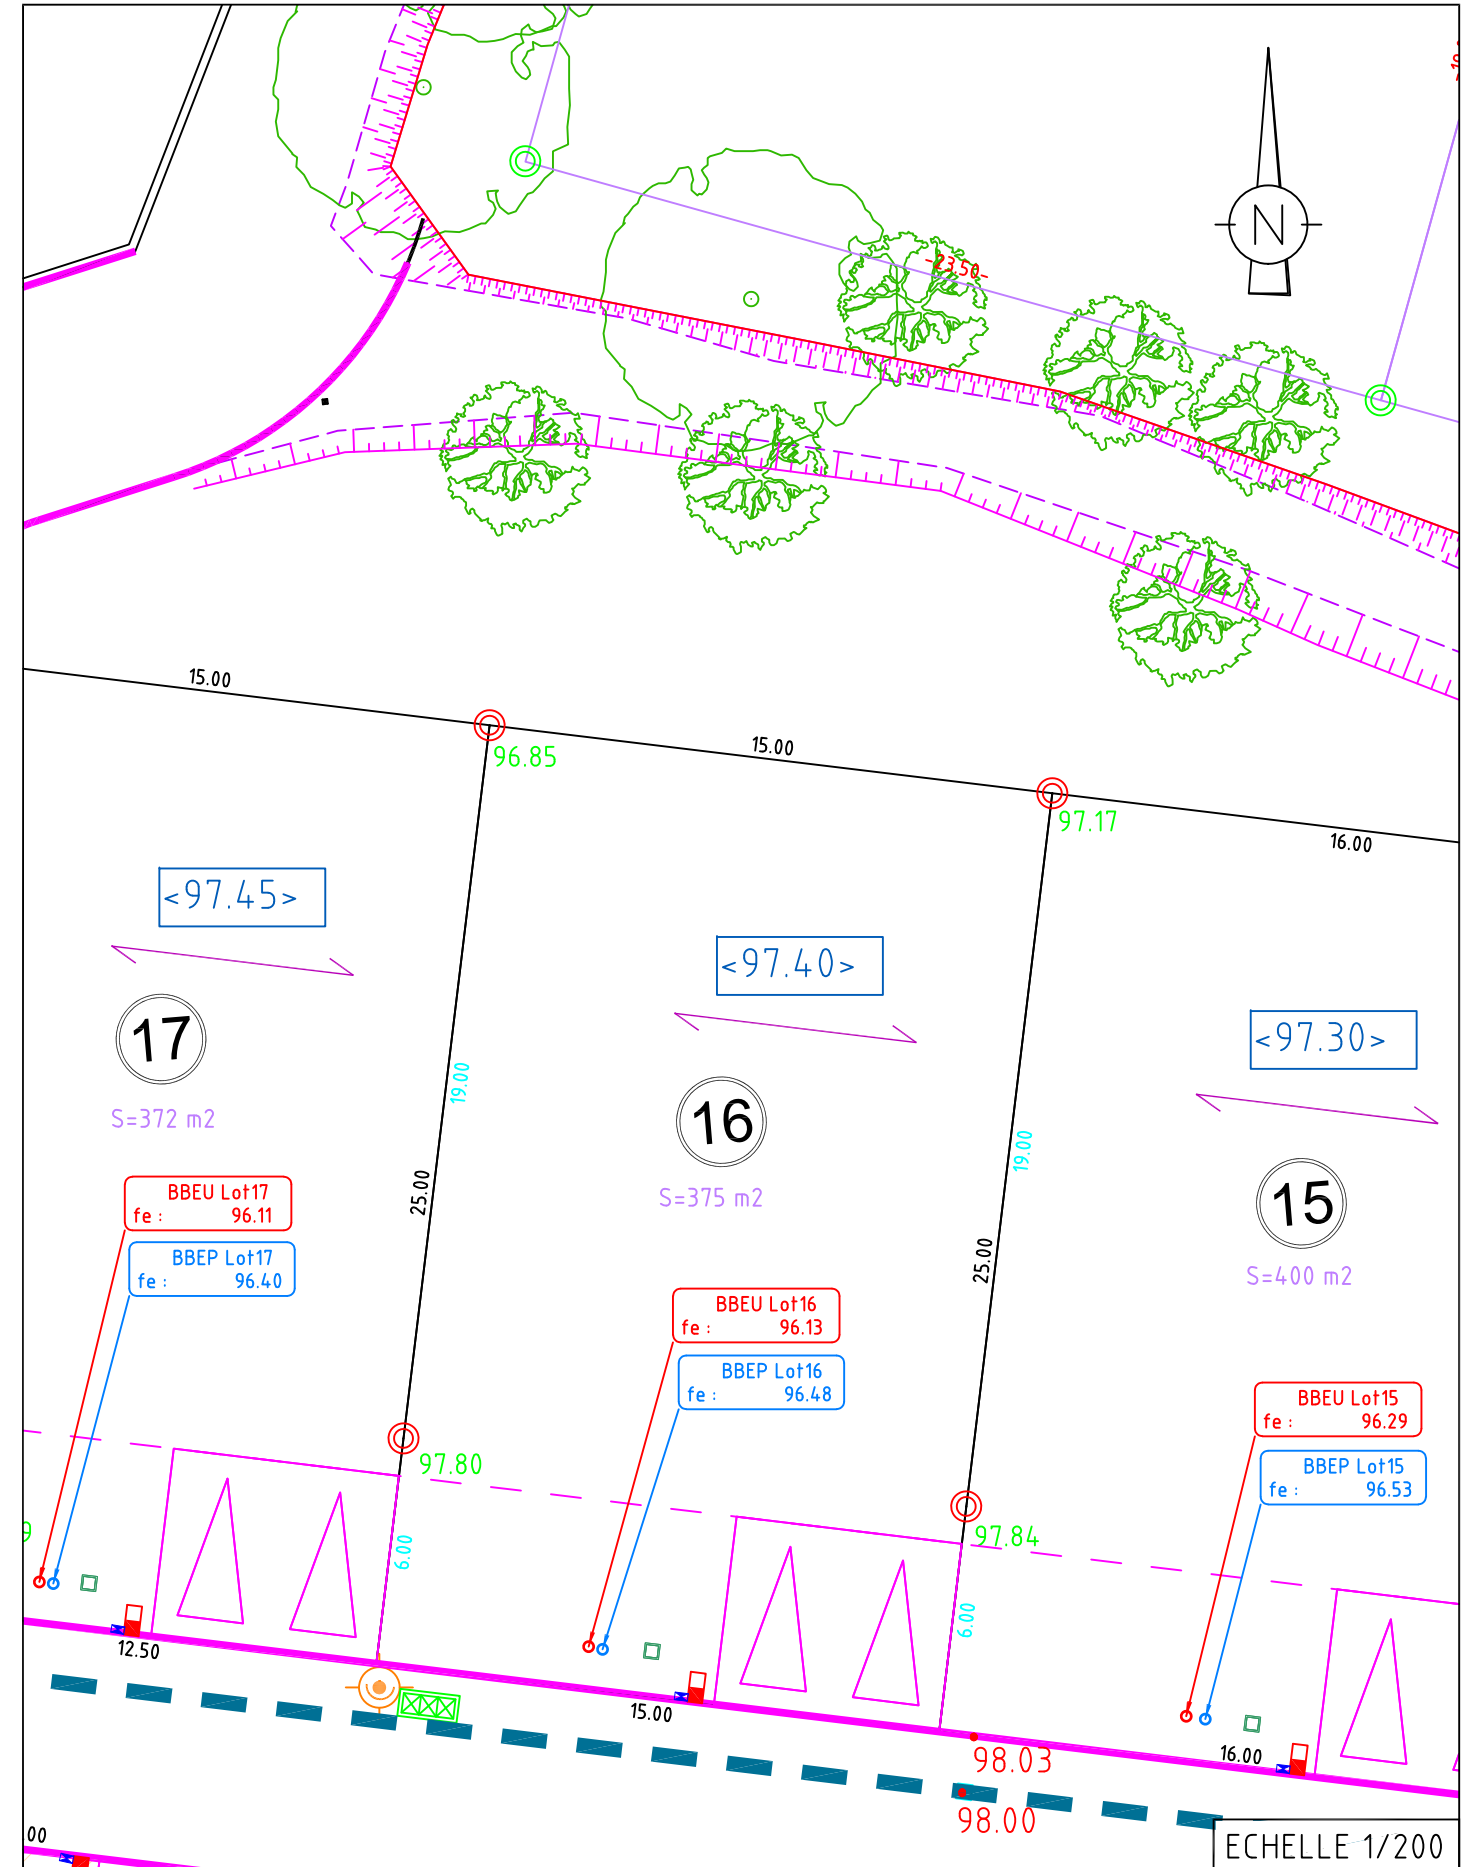 N
-23.50-
15.00
96.85
15.00
97.17
16.00
<97.45>
<97.40>
<97.30>
17
S=372 m2
19.00
25.00
16
S=375 m2
19.00
25.00
15
S=400 m2
BBEU Lot17
fe : 96.11
BBEP Lot17
fe : 96.40
BBEU Lot16
fe : 96.13
BBEP Lot16
fe : 96.48
BBEU Lot15
fe : 96.29
BBEP Lot15
fe : 96.53
97.80
97.84
9
6.00
6.00
12.50
15.00
16.00
98.03
98.00
00
ECHELLE 1/200